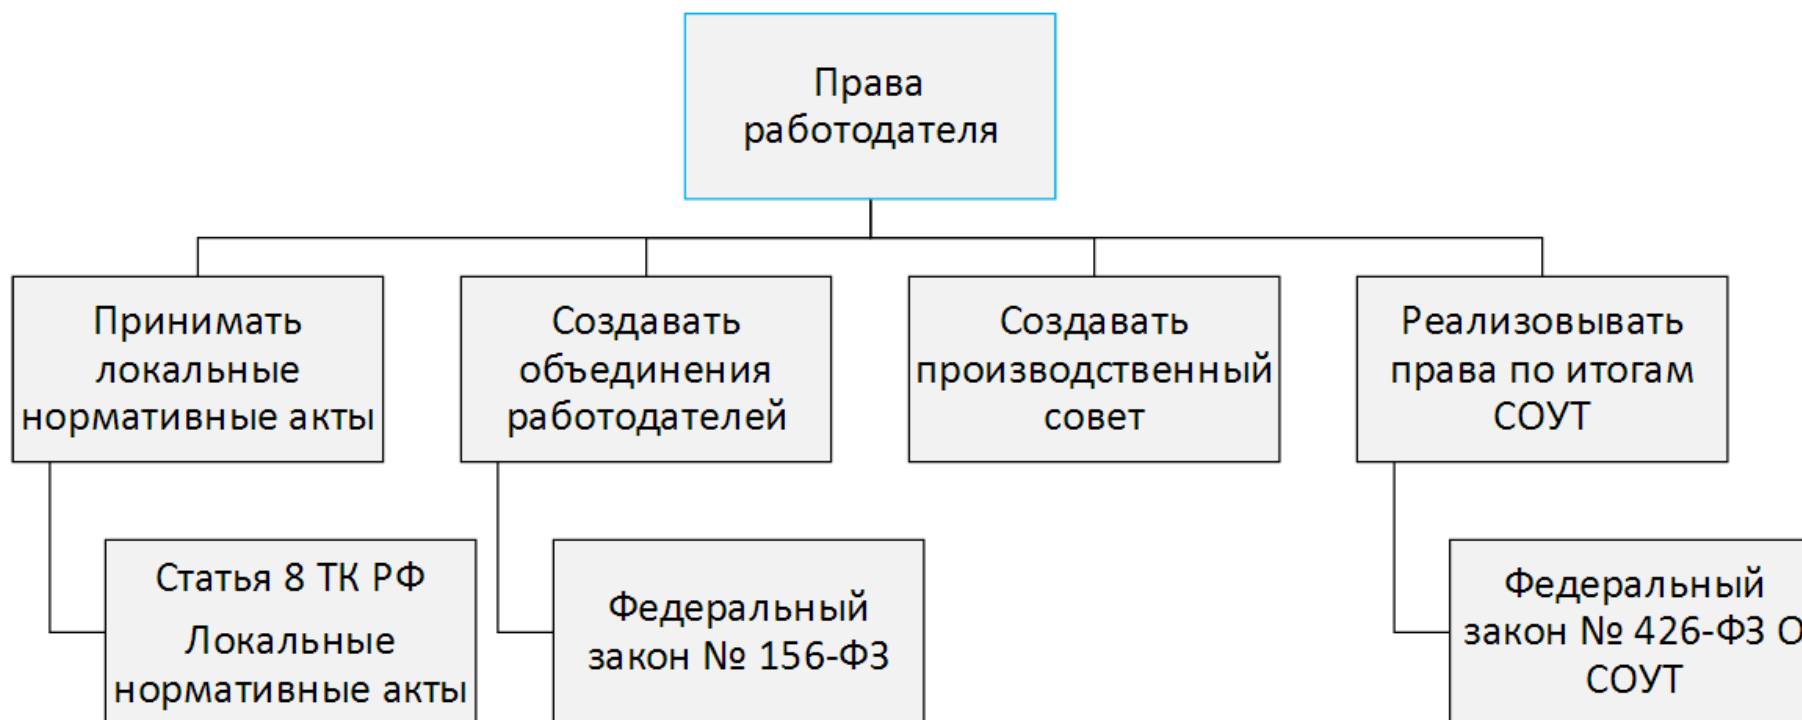 Права
работодателя
Принимать
локальные
нормативные акты
Создавать
объединения
работодателей
Создавать
производственный
совет
Реализовывать
права по итогам
СОУТ
Статья 8 ТК РФ
Локальные
нормативные акты
Федеральный
закон № 156-ФЗ
Федеральный
закон № 426-ФЗ О
СОУТ